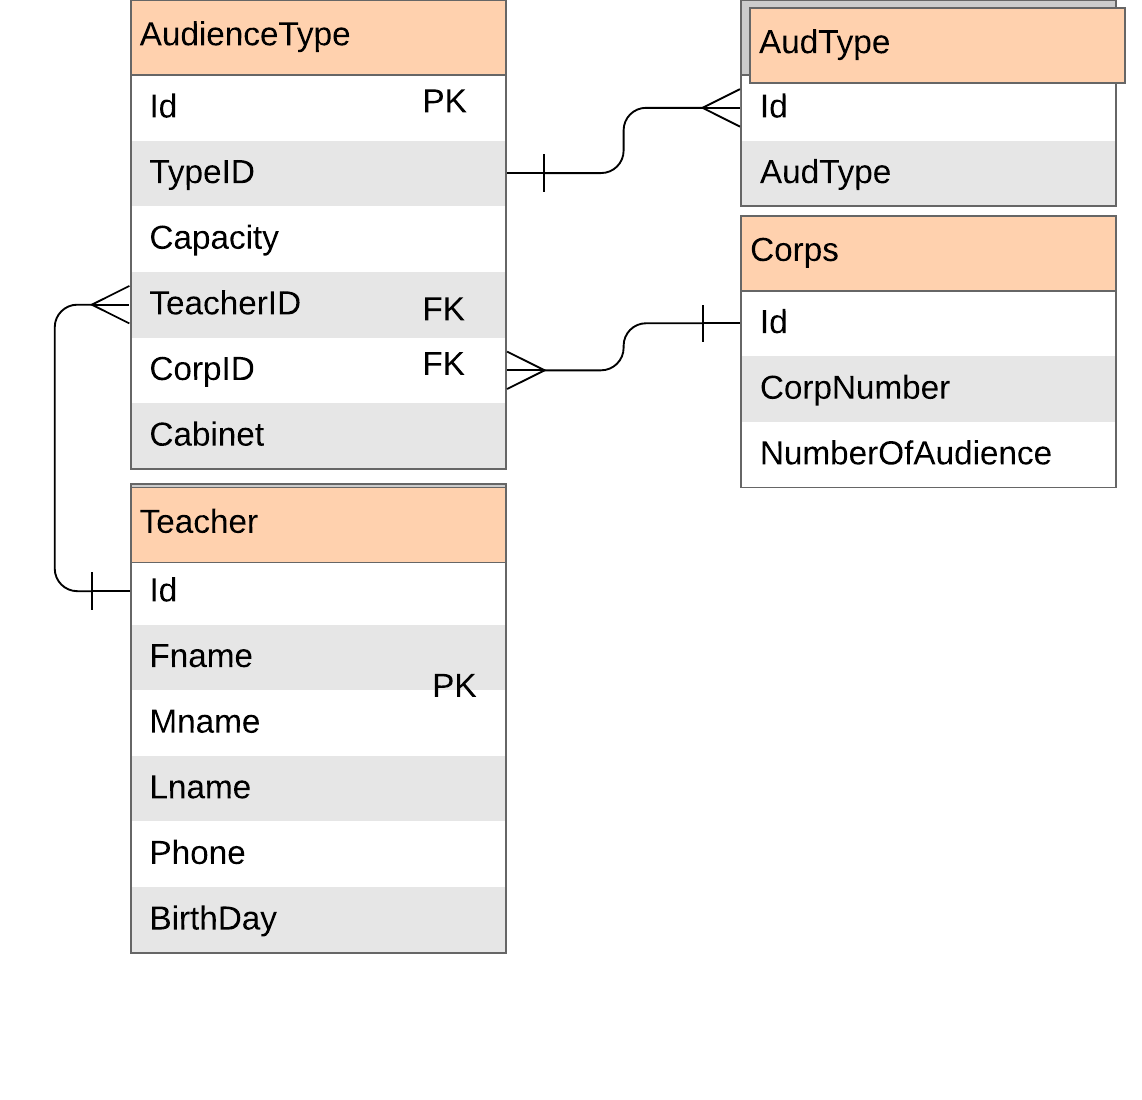 AudienceType
Id PK
TypeID
Capacity
TeacherID FK
CorpID FK
Cabinet
AudType
Id
AudType
Corps
Id
CorpNumber
NumberOfAudience
Teacher
Id
Fname
PK
Mname
Lname
Phone
BirthDay